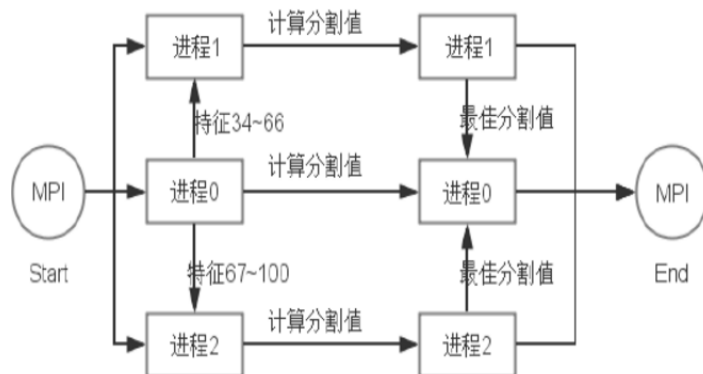 计算分割值
进程1
进程1
特征34~66
最佳分割值
计算分割值
MPI
进程0
进程0
MPI
Start
特征67~100
最佳分割值
End
计算分割值
进程2
进程2